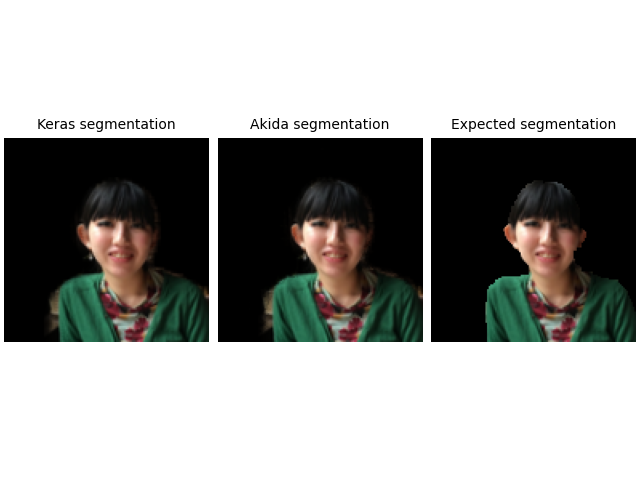 Keras segmentation
Akida segmentation
Expected segmentation